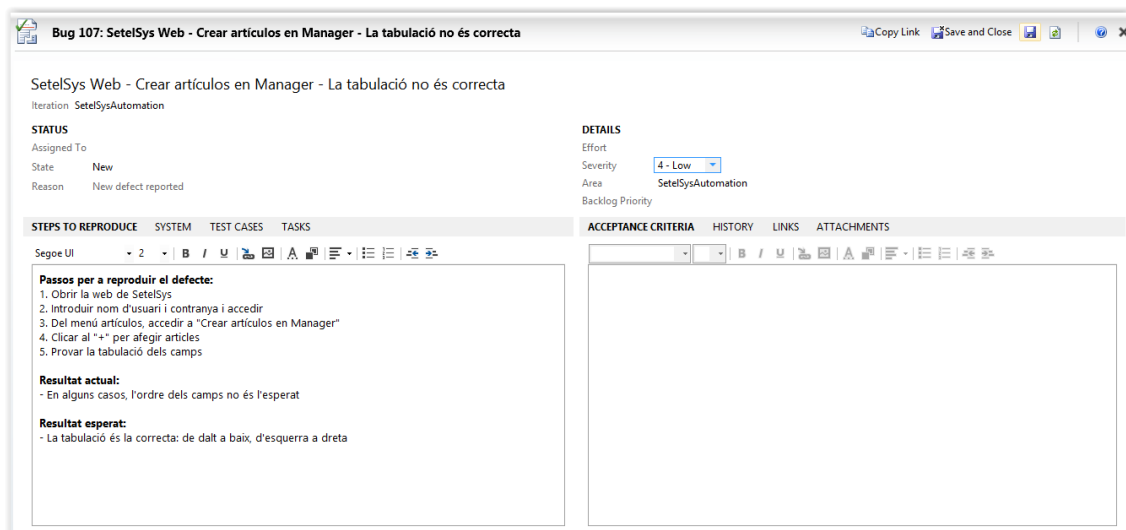 Bug 107: SetelSys Web - Crear artículos en Manager - La tabulació no és correcta
Copy Link Save and Close
SetelSys Web - Crear artículos en Manager - La tabulació no és correcta
Iteration SetelSysAutomation
STATUS
Assigned To
State New
Reason New defect reported
DETAILS
Effort
Severity 4 - Low
Area SetelSysAutomation
Backlog Priority
STEPS TO REPRODUCE SYSTEM TEST CASES TASKS
Segoe UI 2 B I U A
Passos per a reproduir el defecte:
1. Obrir la web de SetelSys
2. Introduir nom d'usuari i contranya i accedir
3. Del menú artículos, accedir a "Crear artículos en Manager"
4. Clicar al "+" per afegir articles
5. Provar la tabulació dels camps
Resultat actual:
- En alguns casos, l'ordre dels camps no és l'esperat
Resultat esperat:
- La tabulació és la correcta: de dalt a baix, d'esquerra a dreta
ACCEPTANCE CRITERIA HISTORY LINKS ATTACHMENTS
B I U A